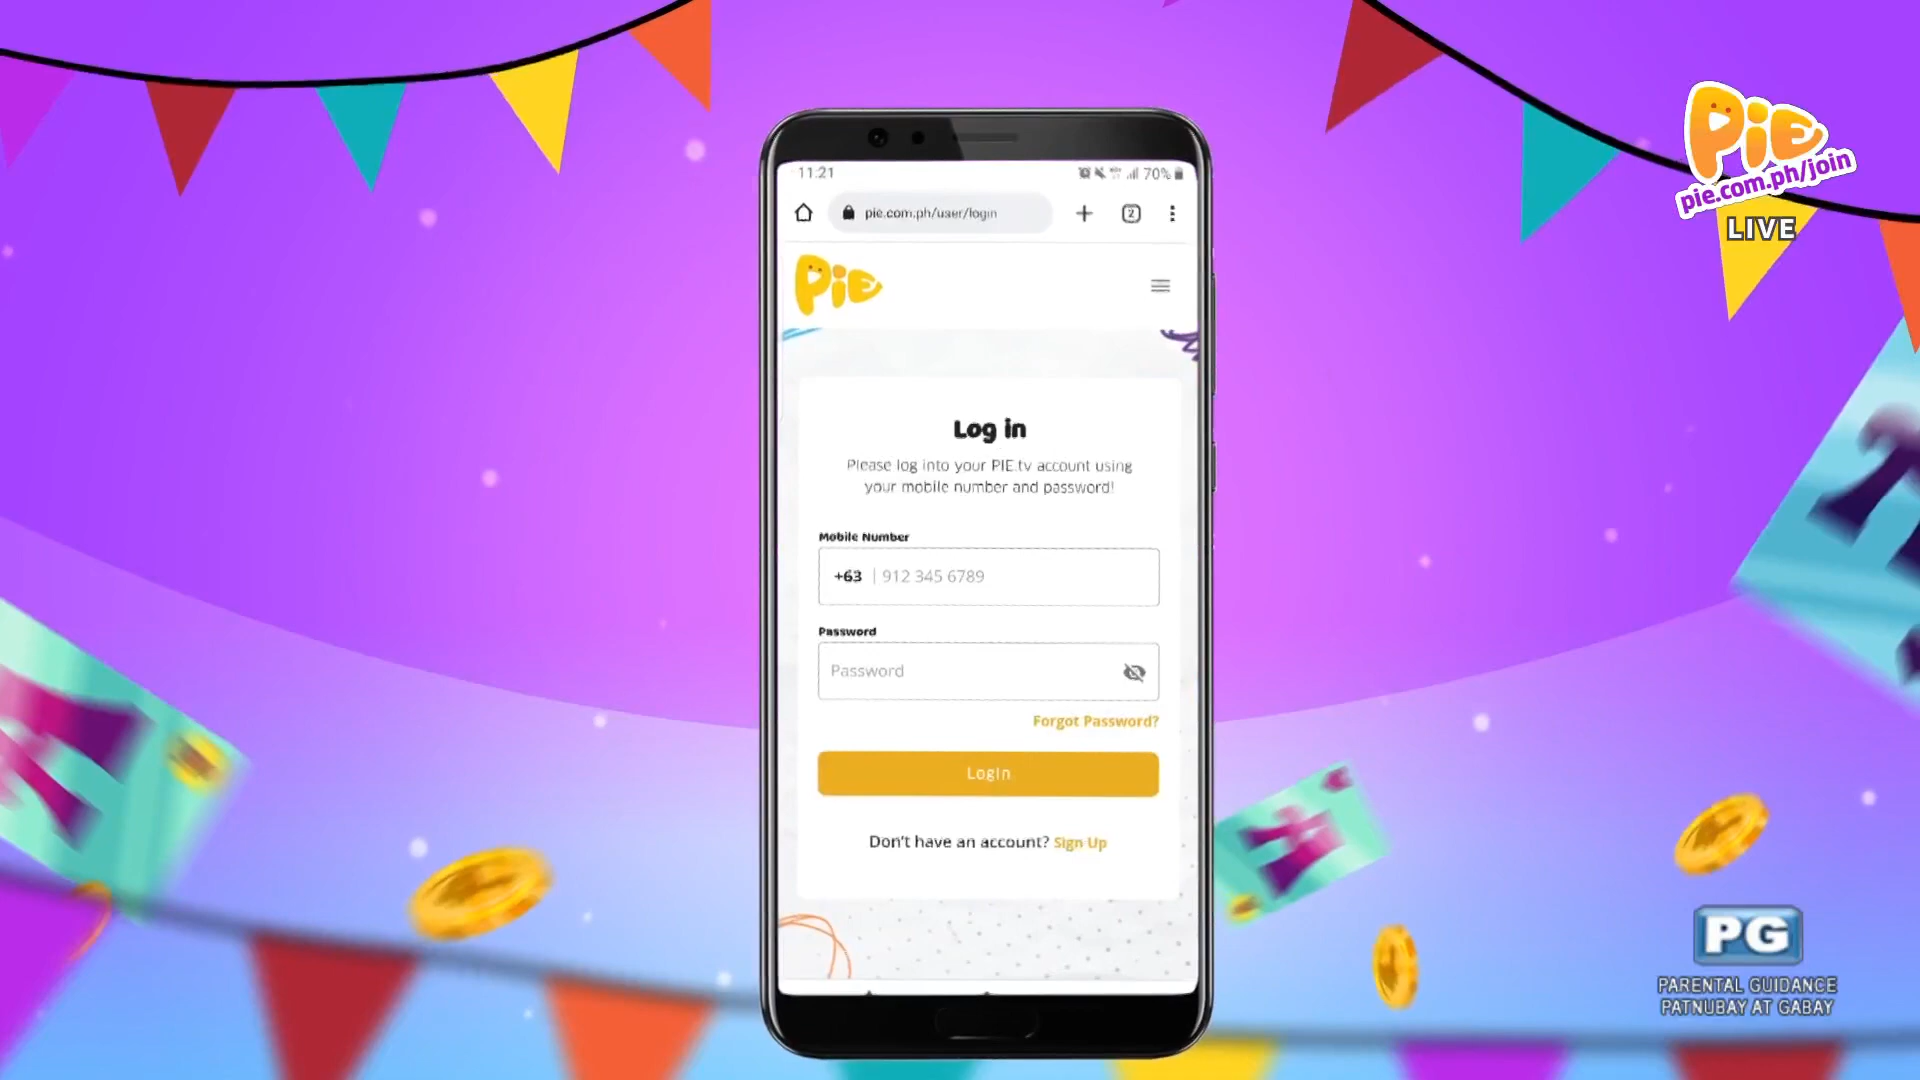 PiE
pie.com.ph/join
LIVE
11:21
70%
pie.com.ph/user/login
2
PiE
Log in
Please log into your PIE.tv account using
your mobile number and password!
Mobile Number
+63 912 345 6789
Password
Password
Forgot Password?
Login
Don't have an account? Sign Up
PG
PARENTAL GUIDANCE
PATNUBAY AT GABAY